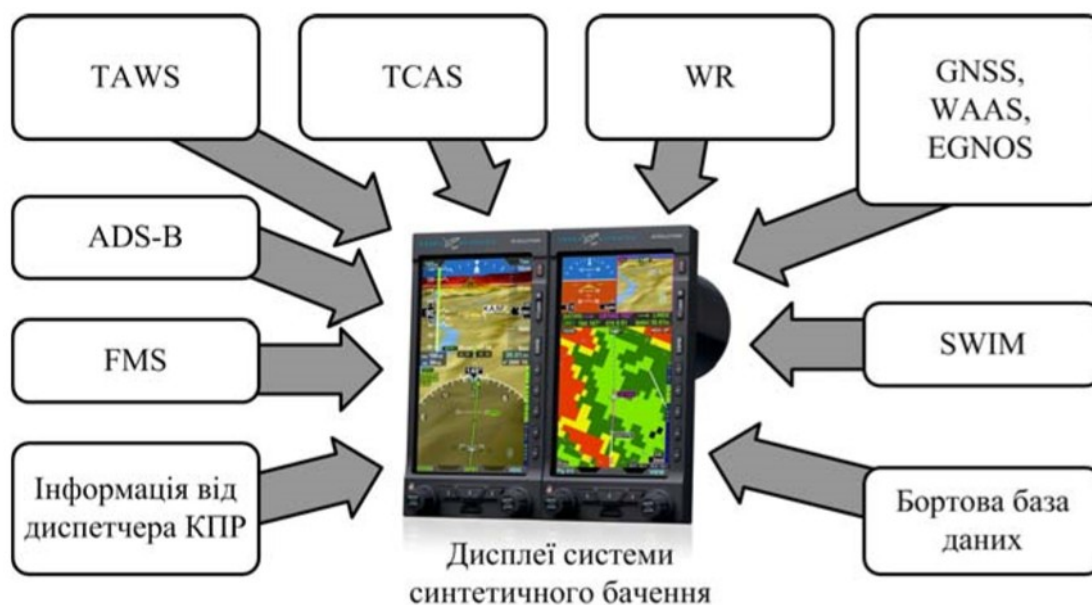 TAWS
TCAS
WR
GNSS,
WAAS,
EGNOS
ADS-B
FMS
SWIM
Інформація від
диспетчера КПР
Бортова база
даних
Дисплеї системи
синтетичного бачення